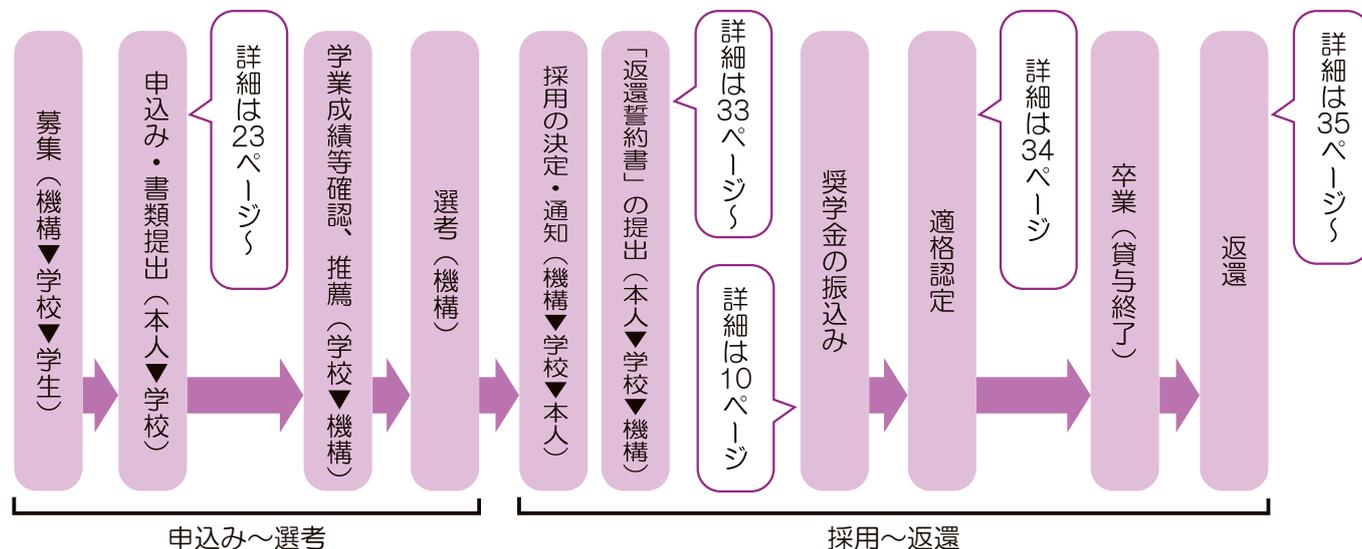 募集（機構▼学校▼学生）
申込み・書類提出（本人▼学校）
詳細は23ページ～
学業成績等確認、推薦（学校▼機構）
選考（機構）
採用の決定・通知（機構▼学校▼本人）
「返還誓約書」の提出（本人▼学校▼機構）
詳細は33ページ～
詳細は10ページ
奨学金の振込み
適格認定
詳細は34ページ
卒業（貸与終了）
返還
詳細は35ページ～
申込み～選考
採用～返還